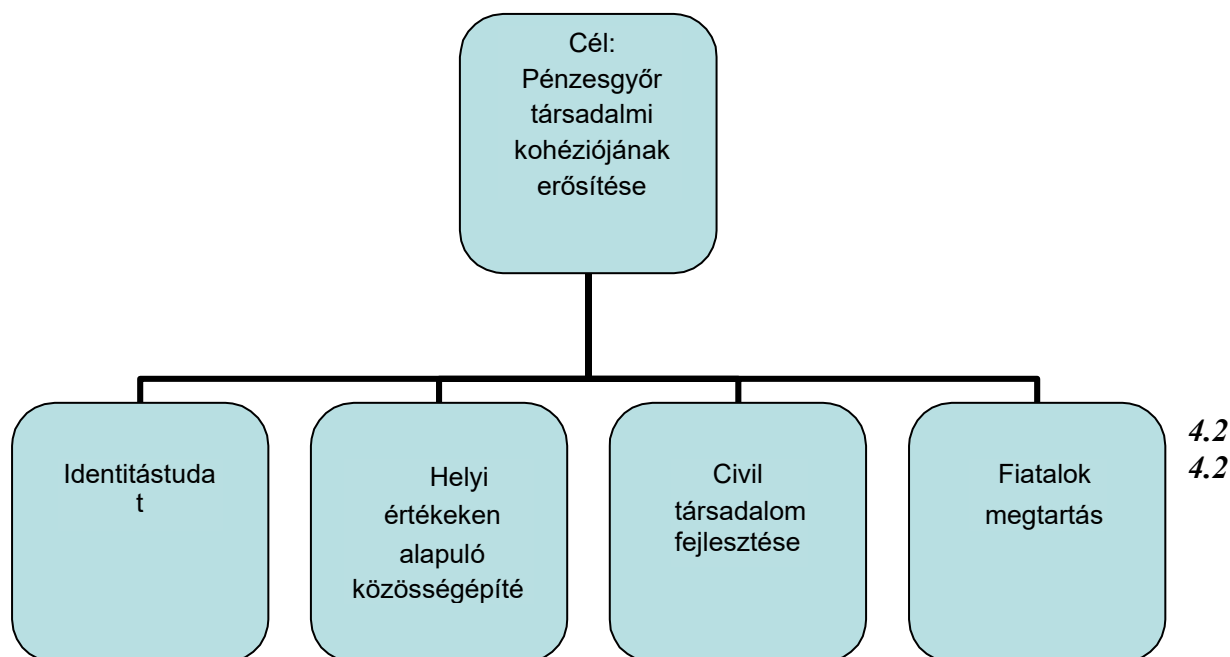 Cél:
Pénzesgyőr
társadalmi
kohéziójának
erősítése
Identitástuda
t
Helyi
értékeken
alapuló
közösségépíté
Civil
társadalom
fejlesztése
Fiatalok
megtartás
4.2
4.2